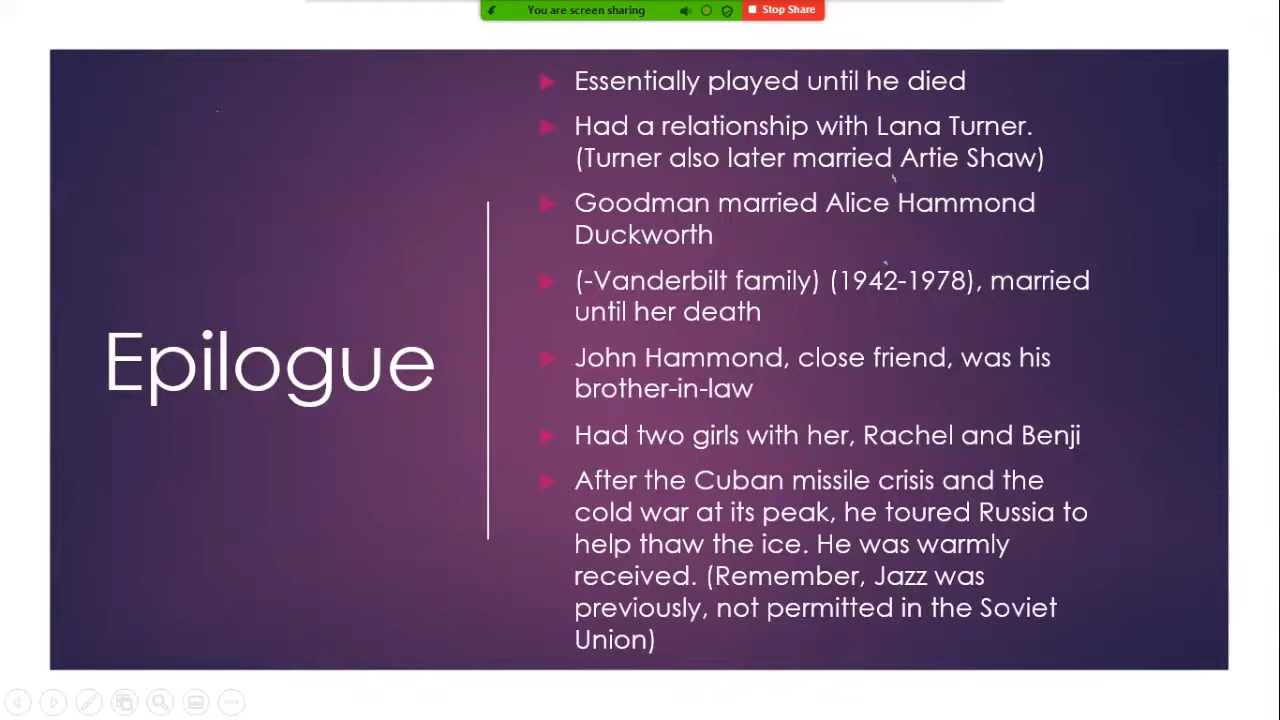 You are screen sharing
Stop Share
Essentially played until he died
Had a relationship with Lana Turner.
(Turner also later married Artie Shaw)
Goodman married Alice Hammond
Duckworth
(-Vanderbilt family) (1942-1978), married
until her death
John Hammond, close friend, was his
brother-in-law
Had two girls with her, Rachel and Benji
After the Cuban missile crisis and the
cold war at its peak, he toured Russia to
help thaw the ice. He was warmly
received. (Remember, Jazz was
previously, not permitted in the Soviet
Union)
Epilogue